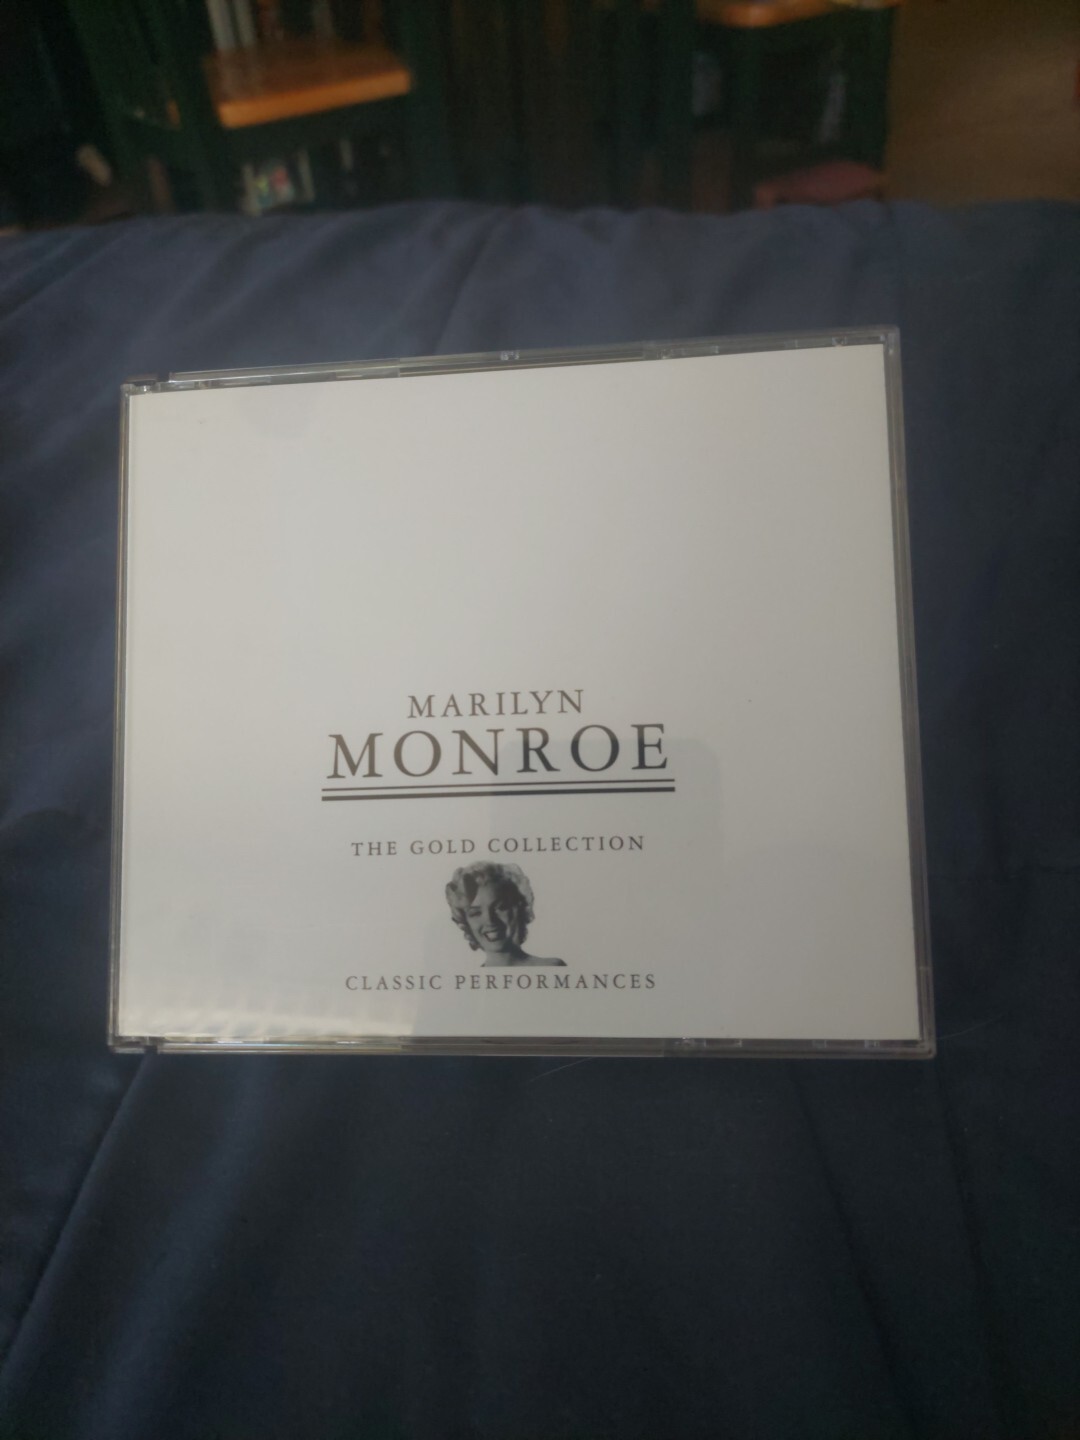 MARILYN
MONROE
THE GOLD COLLECTION
CLASSIC PERFORMANCES